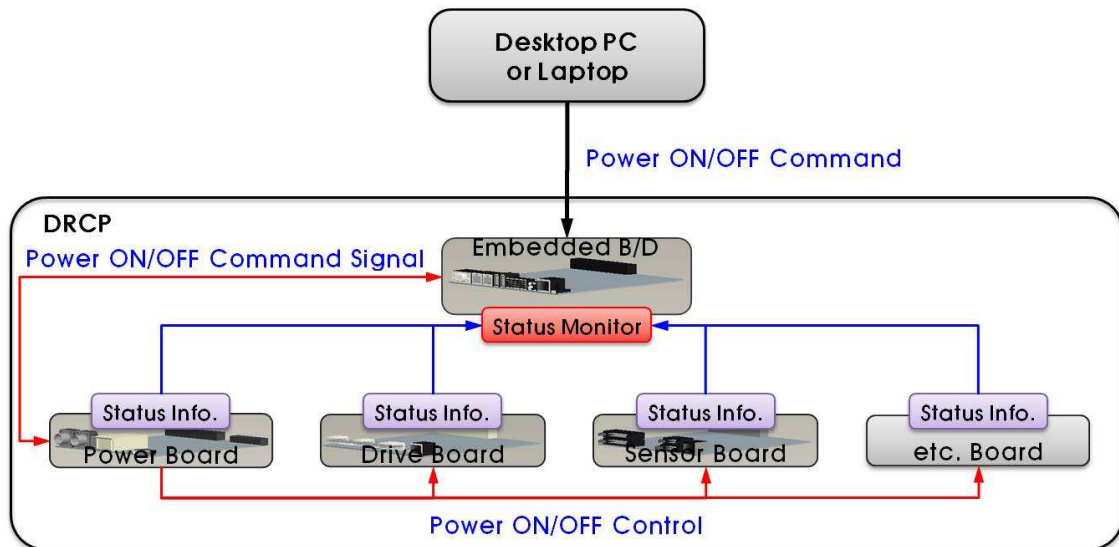 Desktop PC
or Laptop
Power ON/OFF Command
DRCP
Embedded B/D
Power ON/OFF Command Signal
Status Monitor
Status Info.
Status Info.
Status Info.
Status Info.
Power Board
Drive Board
Sensor Board
etc. Board
Power ON/OFF Control